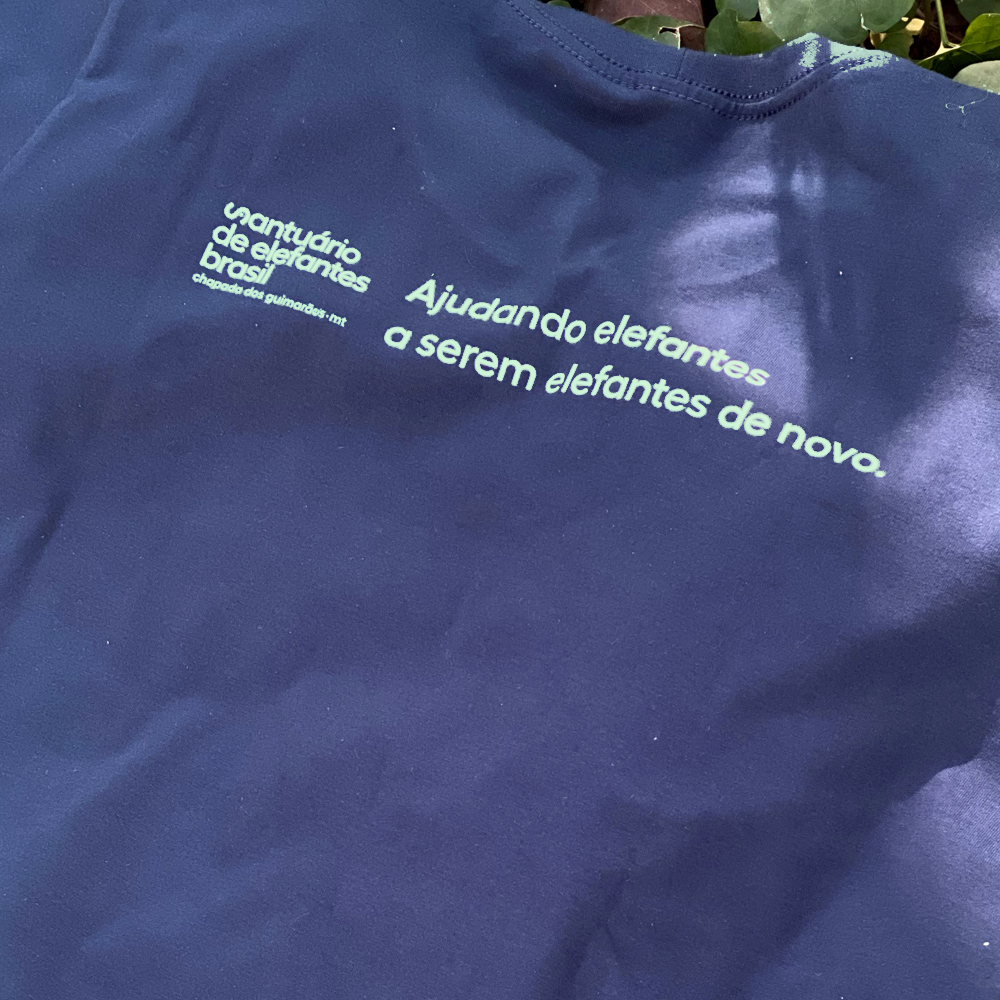 santuário
de elefantes
brasil
chapada dos guimarães • mt
Ajudando elefantes
a serem elefantes de novo.